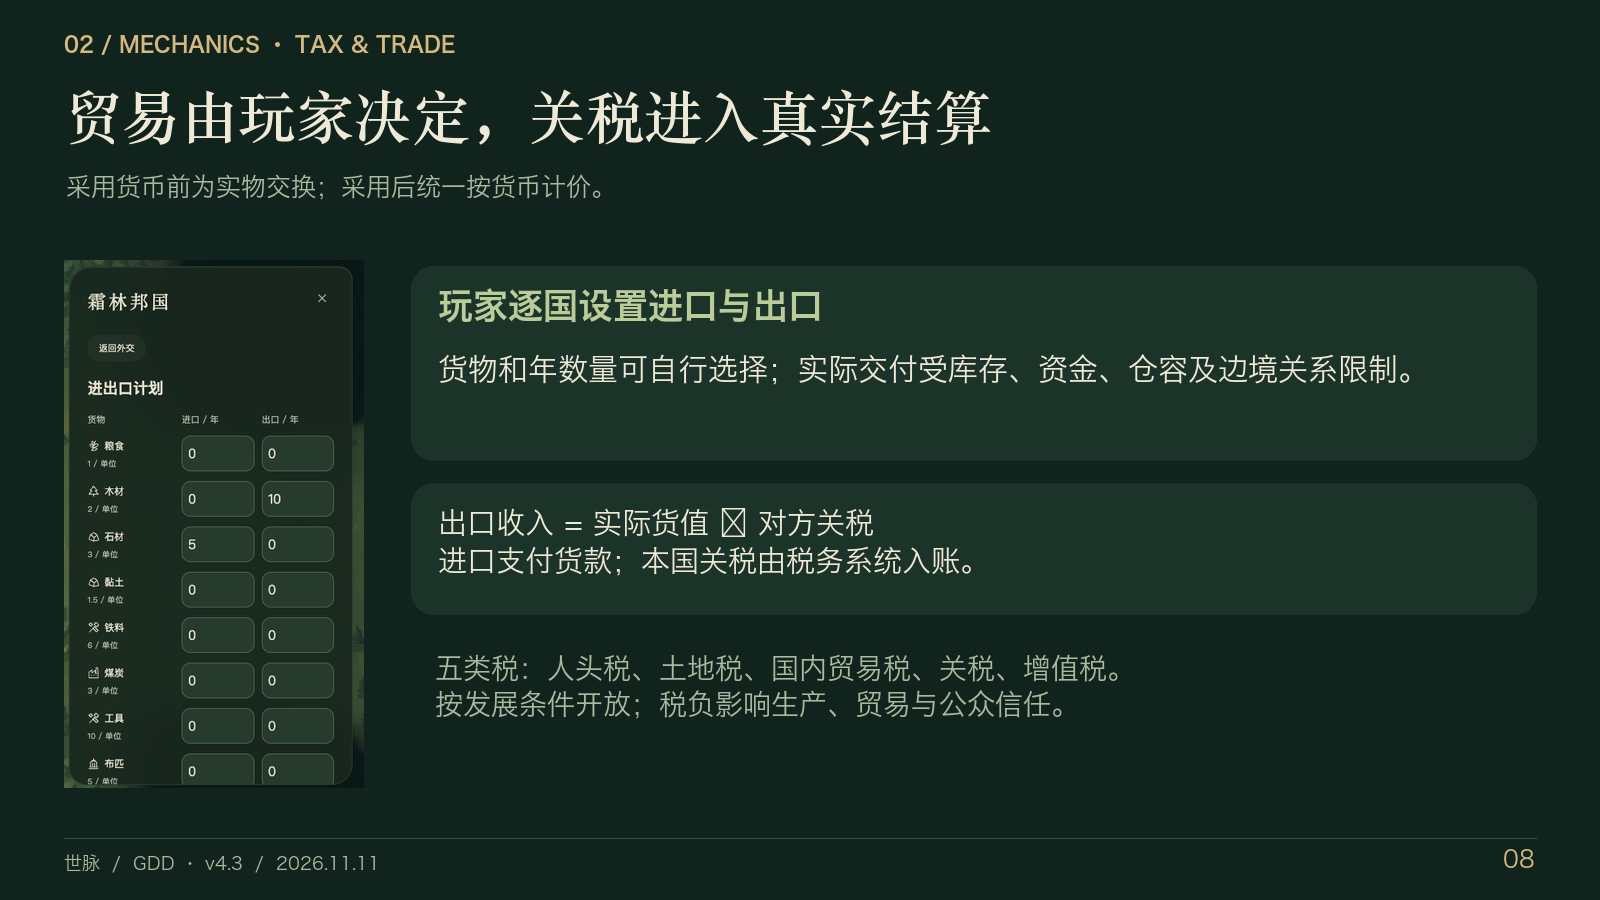 02 / MECHANICS · TAX & TRADE
贸易由玩家决定，关税进入真实结算
采用货币前为实物交换；采用后统一按货币计价。
霜林邦国 ×
返回外交
进出口计划
货物 进口 / 年 出口 / 年
粮食
1 / 单位
0 0
木材
2 / 单位
0 10
石材
3 / 单位
5 0
黏土
1.5 / 单位
0 0
铁料
6 / 单位
0 0
煤炭
3 / 单位
0 0
工具
10 / 单位
0 0
布匹
5 / 单位
0 0
玩家逐国设置进口与出口
货物和年数量可自行选择；实际交付受库存、资金、仓容及边境关系限制。
出口收入 = 实际货值 对方关税
进口支付货款；本国关税由税务系统入账。
五类税：人头税、土地税、国内贸易税、关税、增值税。
按发展条件开放；税负影响生产、贸易与公众信任。
世脉 / GDD · v4.3 / 2026.11.11
08